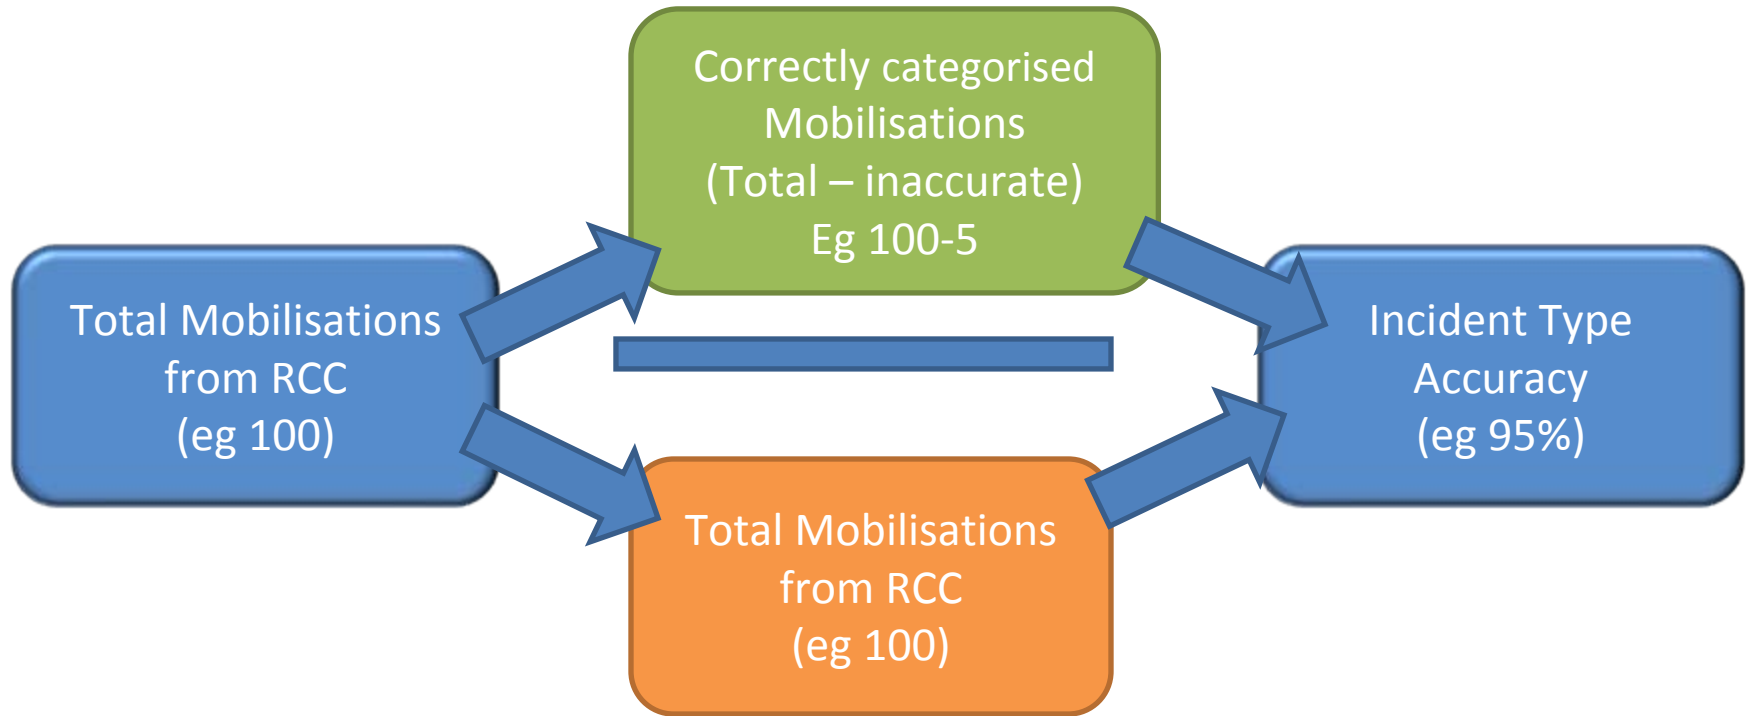 Total Mobilisations
from RCC
(eg 100)
Correctly categorised
Mobilisations
(Total – inaccurate)
Eg 100-5
Total Mobilisations
from RCC
(eg 100)
Incident Type
Accuracy
(eg 95%)